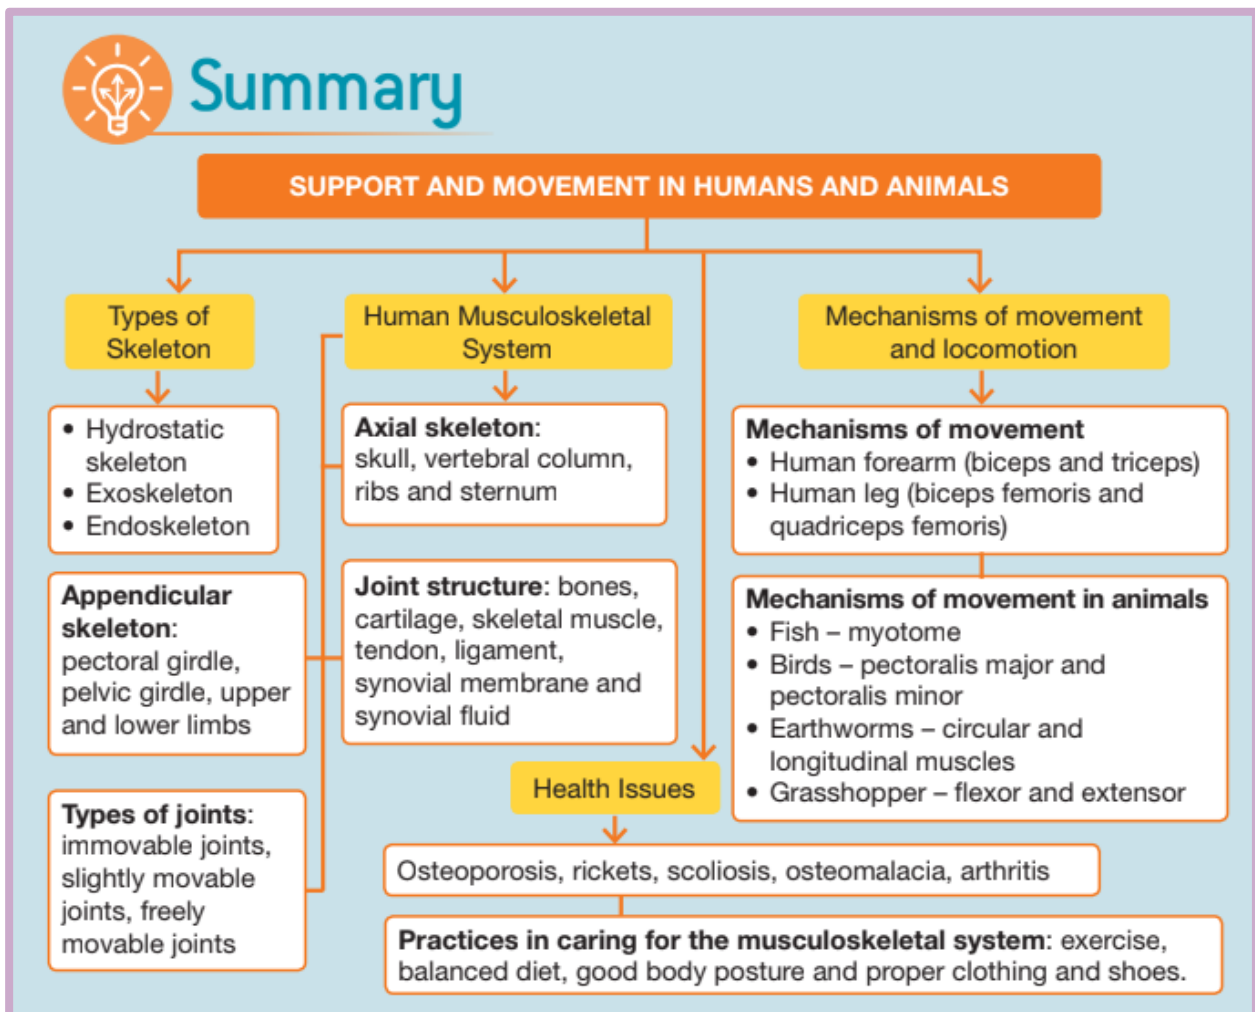 Summary
SUPPORT AND MOVEMENT IN HUMANS AND ANIMALS
Types of
Skeleton
• Hydrostatic
skeleton
• Exoskeleton
• Endoskeleton
Human Musculoskeletal
System
Axial skeleton:
skull, vertebral column,
ribs and sternum
Appendicular
skeleton:
pectoral girdle,
pelvic girdle, upper
and lower limbs
Joint structure: bones,
cartilage, skeletal muscle,
tendon, ligament,
synovial membrane and
synovial fluid
Types of joints:
immovable joints,
slightly movable
joints, freely
movable joints
Health Issues
Osteoporosis, rickets, scoliosis, osteomalacia, arthritis
Practices in caring for the musculoskeletal system: exercise,
balanced diet, good body posture and proper clothing and shoes.
Mechanisms of movement
and locomotion
Mechanisms of movement
• Human forearm (biceps and triceps)
• Human leg (biceps femoris and
quadriceps femoris)
Mechanisms of movement in animals
• Fish – myotome
• Birds – pectoralis major and
pectoralis minor
• Earthworms – circular and
longitudinal muscles
• Grasshopper – flexor and extensor